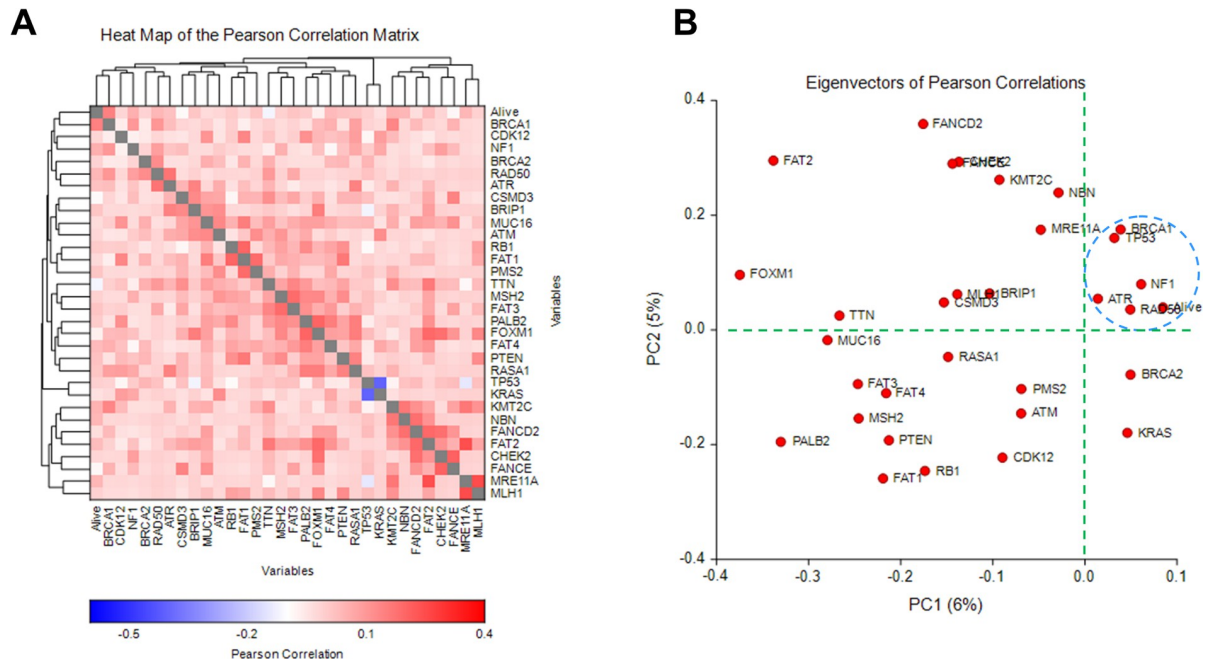 A
Heat Map of the Pearson Correlation Matrix
Alive
BRCA1
CDK12
NF1
BRCA2
RAD50
ATR
CSMD3
BRIP1
MUC16
ATM
RB1
FAT1
PMS2
TTN
MSH2
FAT3
PALB2
FOXM1
FAT4
PTEN
RASA1
TP53
KRAS
KMT2C
NBN
FANCD2
FAT2
CHEK2
FANCE
MRE11A
MLH1
Variables
Alive BRCA1 CDK12 NF1 BRCA2 RAD50 ATR CSMD3 BRIP1 MUC16 ATM RB1 FAT1 PMS2 TTN MSH2 FAT3 PALB2 FOXM1 FAT4 PTEN RASA1 TP53 KRAS KMT2C NBN FANCD2 FAT2 CHEK2 FANCE MRE11A MLH1
Variables
-0.5 -0.2 0.1 0.4
Pearson Correlation
B
Eigenvectors of Pearson Correlations
0.4
FANCD2
FAT2
CHEK2
FANCE
KMT2C
NBN
0.2
MRE11A
BRCA1
TP53
FOXM1
NF1
MLH1
BRIP1
ATR
CSMD3
RAD50
Alive
TTN
0.0
MUC16
RASA1
BRCA2
FAT3
FAT4
PMS2
ATM
MSH2
KRAS
PALB2
PTEN
-0.2
CDK12
RB1
FAT1
-0.4
-0.4 -0.3 -0.2 -0.1 0.0 0.1
PC1 (6%)
PC2 (5%)